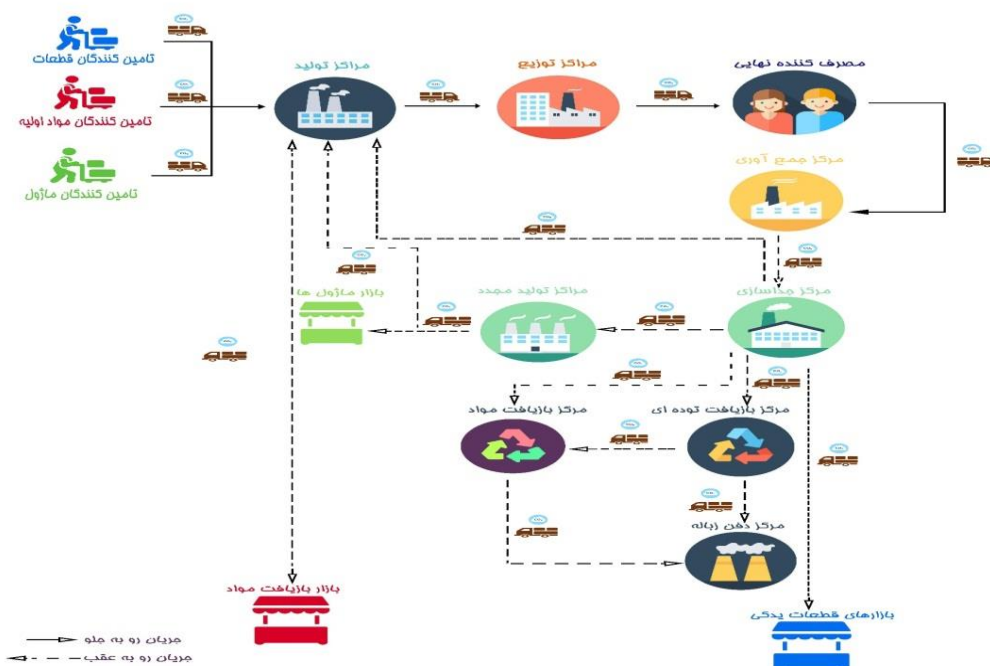 تامین کنندگان قطعات
تامین کنندگان مواد اولیه
تامین کنندگان ماژول
مراکز تولید
مراکز توزیع
مصرف کننده نهایی
مرکز جمع آوری
مرکز جداسازی
مراکز تولید مجدد
بازار ماژول ها
مرکز بازیافت مواد
مرکز بازیافت توده ای
مرکز دفن زباله
بازار بازیافت مواد
بازارهای قطعات یدکی
جریان رو به جلو
جریان رو به عقب